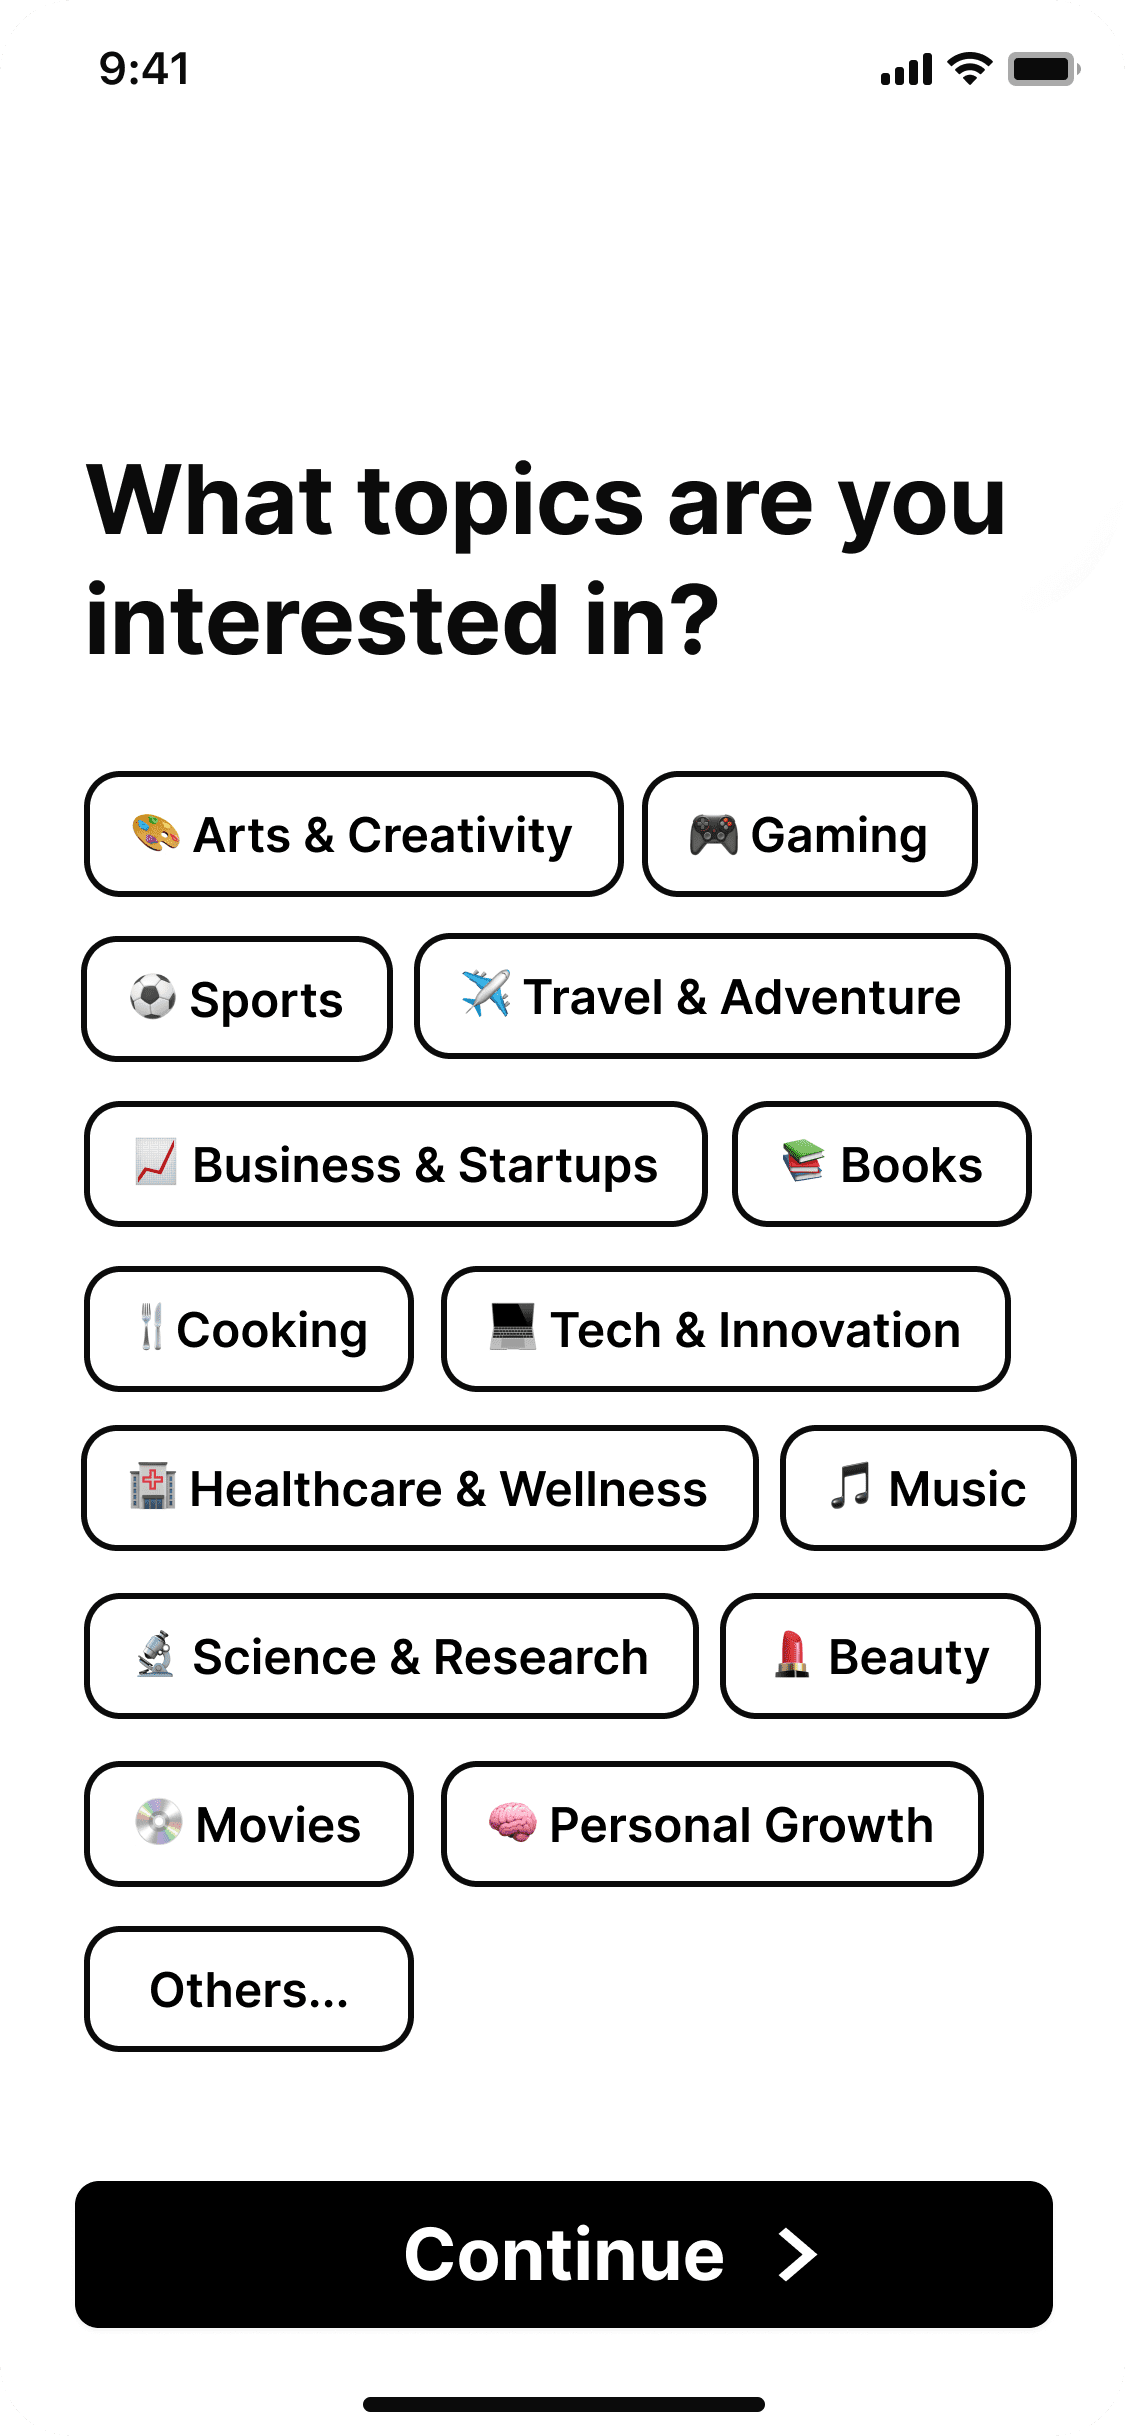 9:41
What topics are you
interested in?
🎨 Arts & Creativity
🎮 Gaming
⚽ Sports
✈️ Travel & Adventure
📈 Business & Startups
📚 Books
🍴 Cooking
💻 Tech & Innovation
🏥 Healthcare & Wellness
🎵 Music
🔬 Science & Research
💄 Beauty
💿 Movies
🧠 Personal Growth
Others...
Continue >